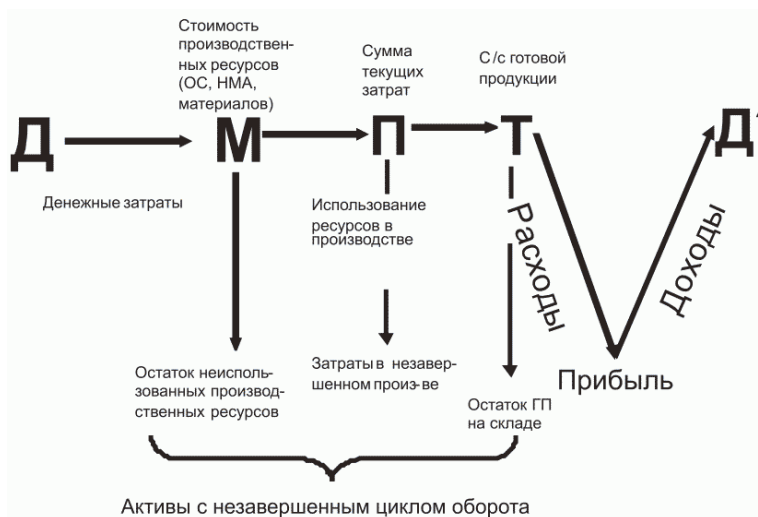 Стоимость
производствен-
ных ресурсов
(ОС, НМА,
материалов)
Сумма
текущих
затрат
С/с готовой
продукции
Д
М
П
Т
Д'
Денежные затраты
Использование
ресурсов в
производстве
Расходы
Доходы
Остаток неисполь-
зованных производ-
ственных ресурсов
Затраты в незавер-
шенном произ-ве
Остаток ГП
на складе
Прибыль
Активы с незавершенным циклом оборота